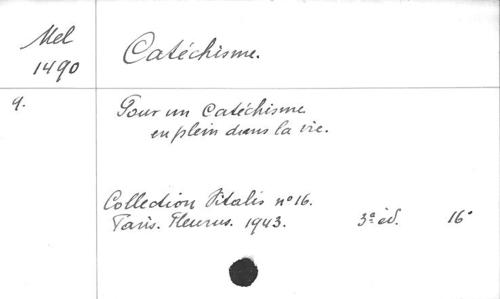 Mel
1490
Catéchisme.
9.
Pour un Catéchisme
en plein dans la vie.
Collection Vitalis n° 16.
Paris. Fleurus. 1943. 3ᵉ éd. 16°